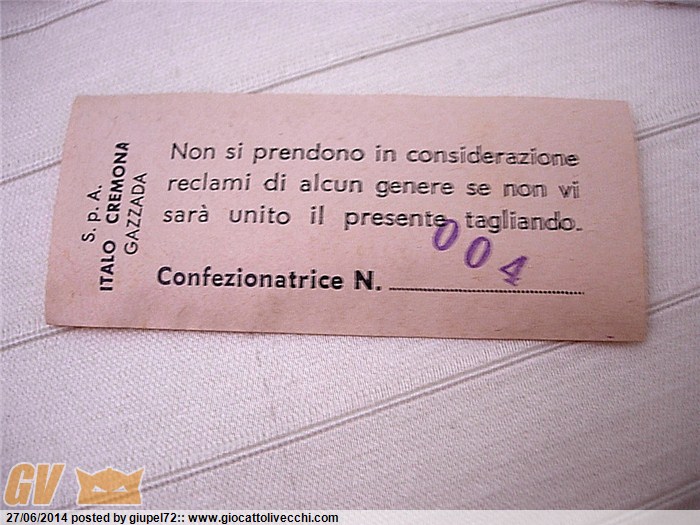 S. p. A.
ITALO CREMONA
GAZZADA
Non si prendono in considerazione
reclami di alcun genere se non vi
sarà unito il presente tagliando.
004
Confezionatrice N.
GV
27/06/2014 posted by giupel72:: www.giocattolivecchi.com